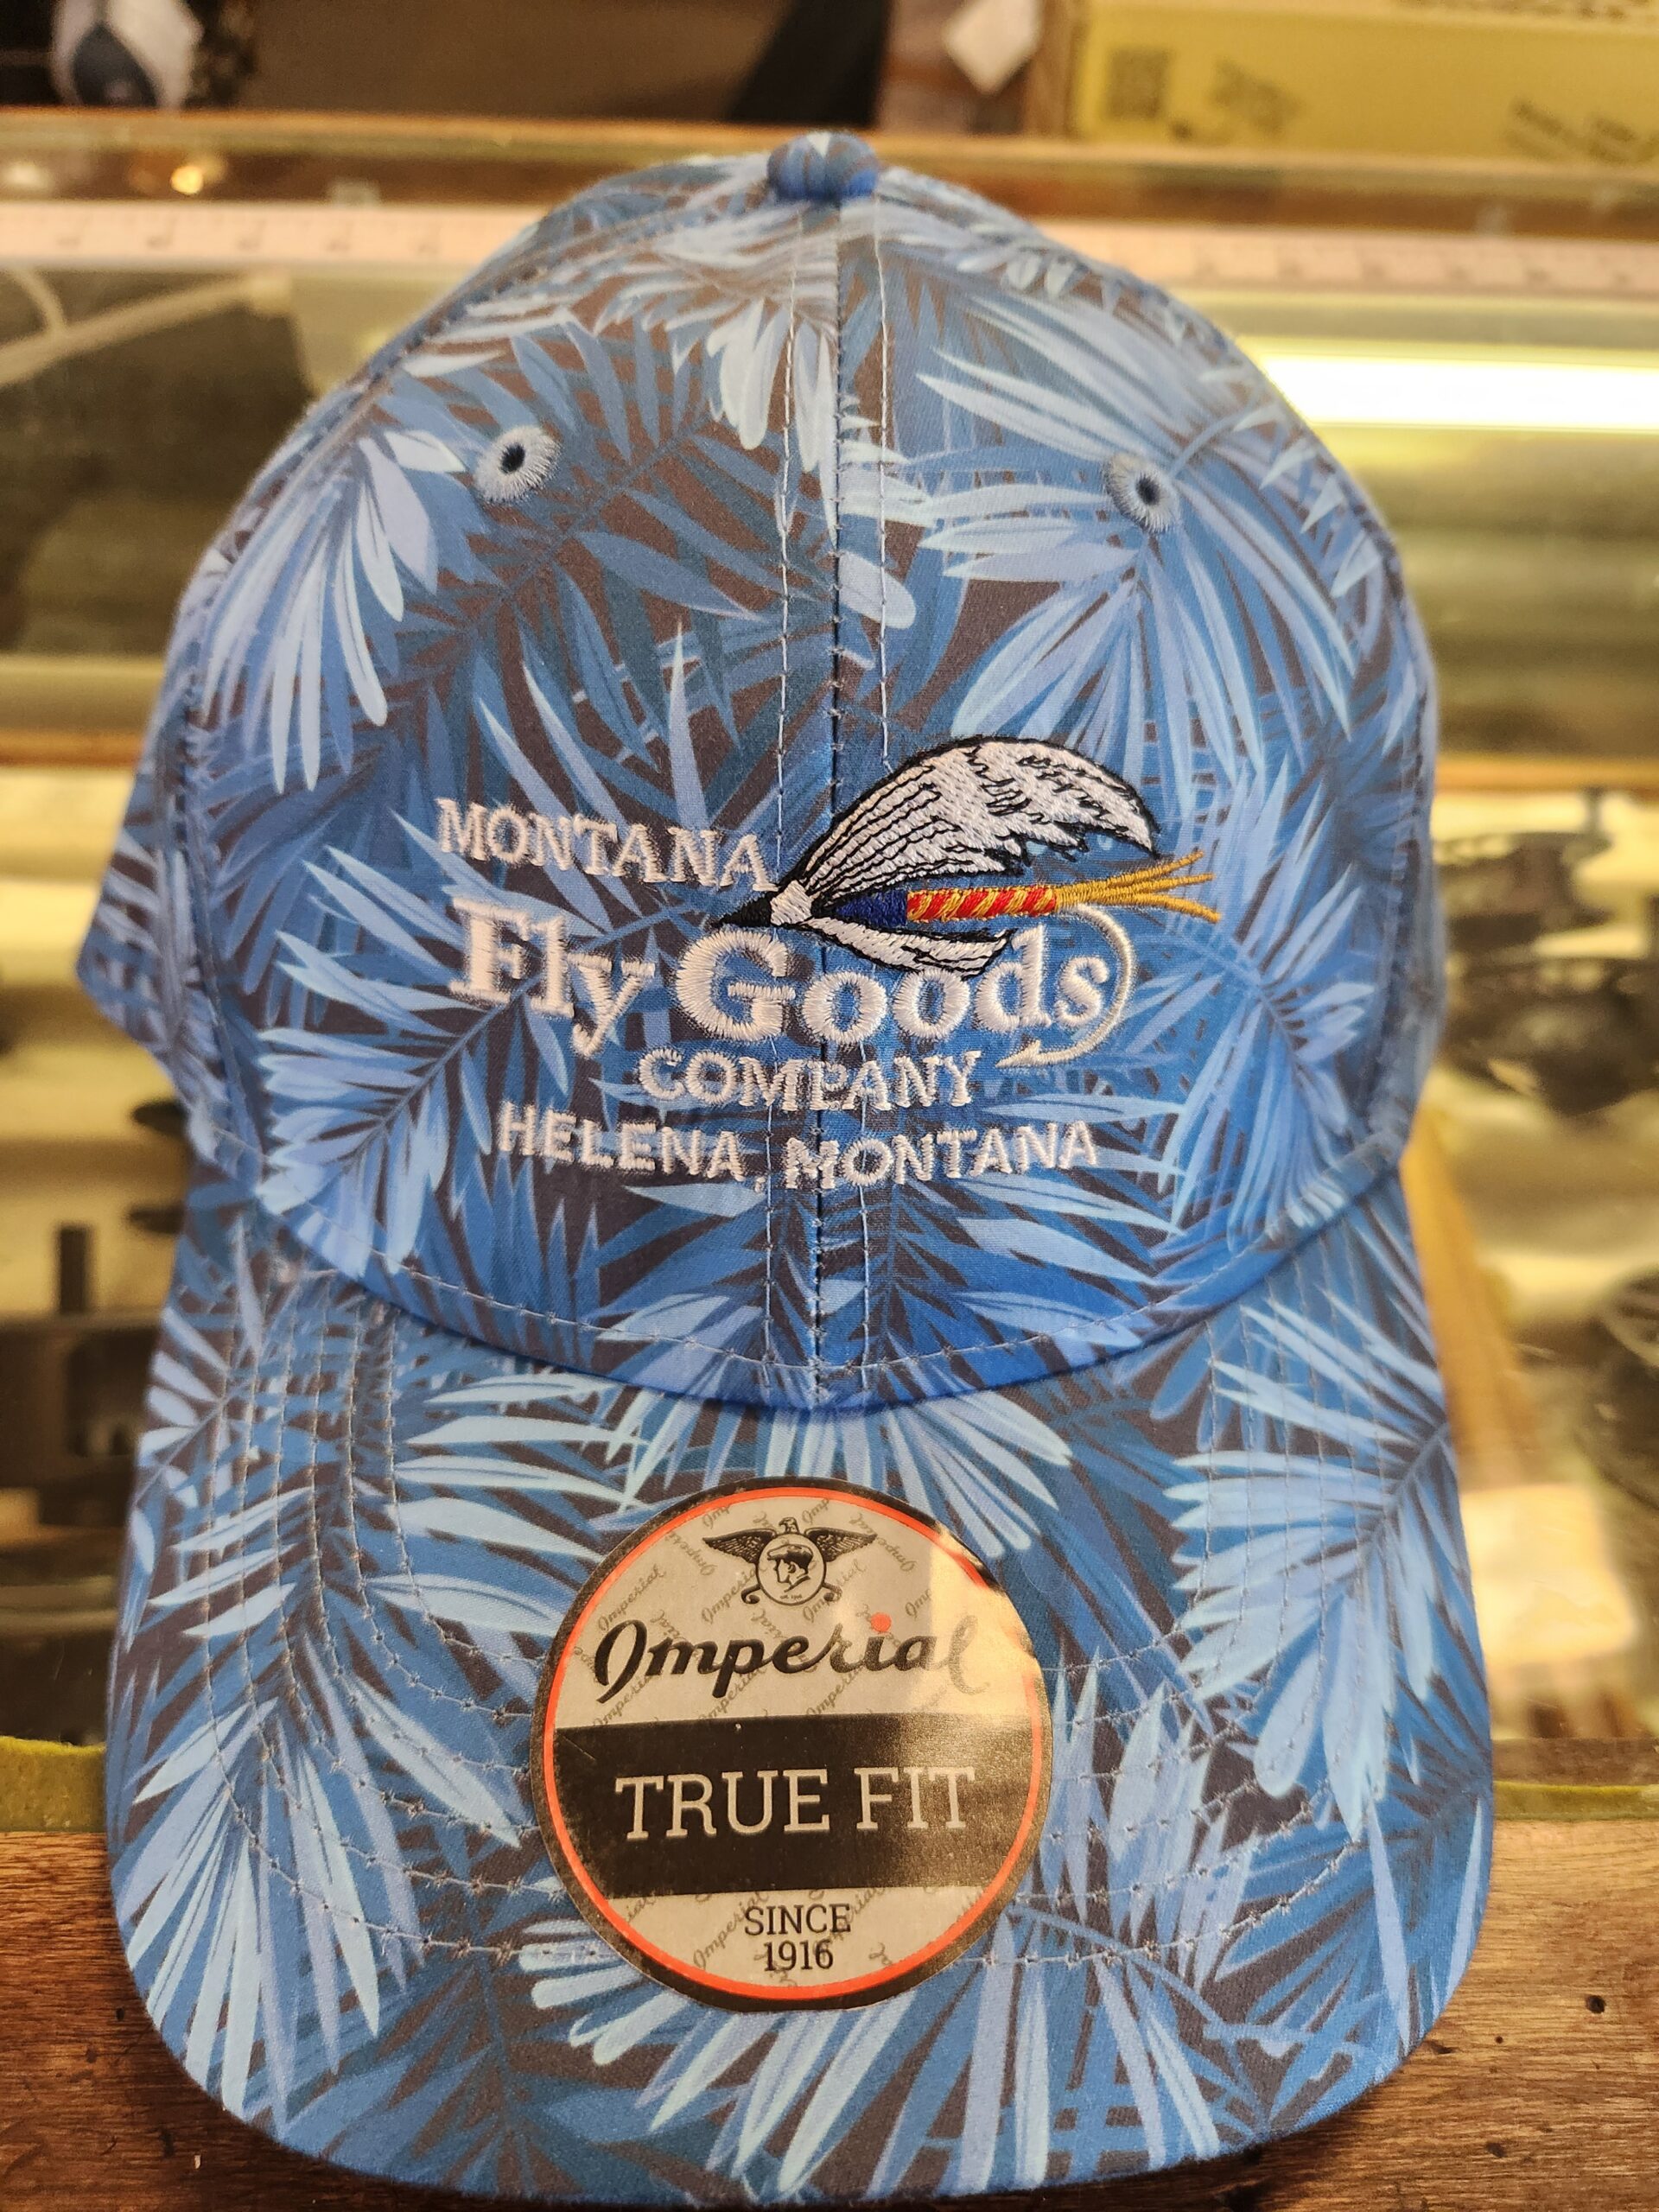 MONTANA
Fly Goods
COMPANY
HELENA, MONTANA
Imperial
TRUE FIT
SINCE
1916